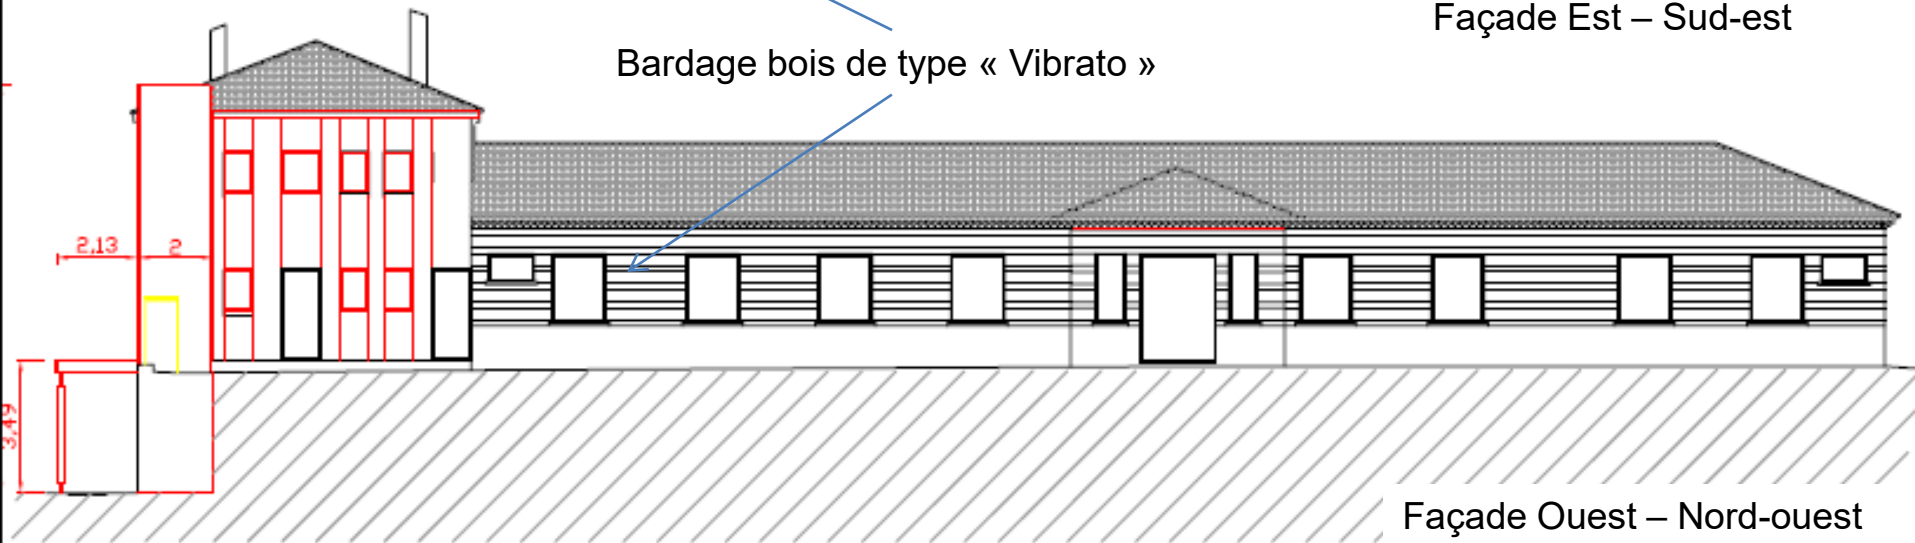 Façade Est – Sud-est
Bardage bois de type « Vibrato »
2,13
2
3,49
Façade Ouest – Nord-ouest